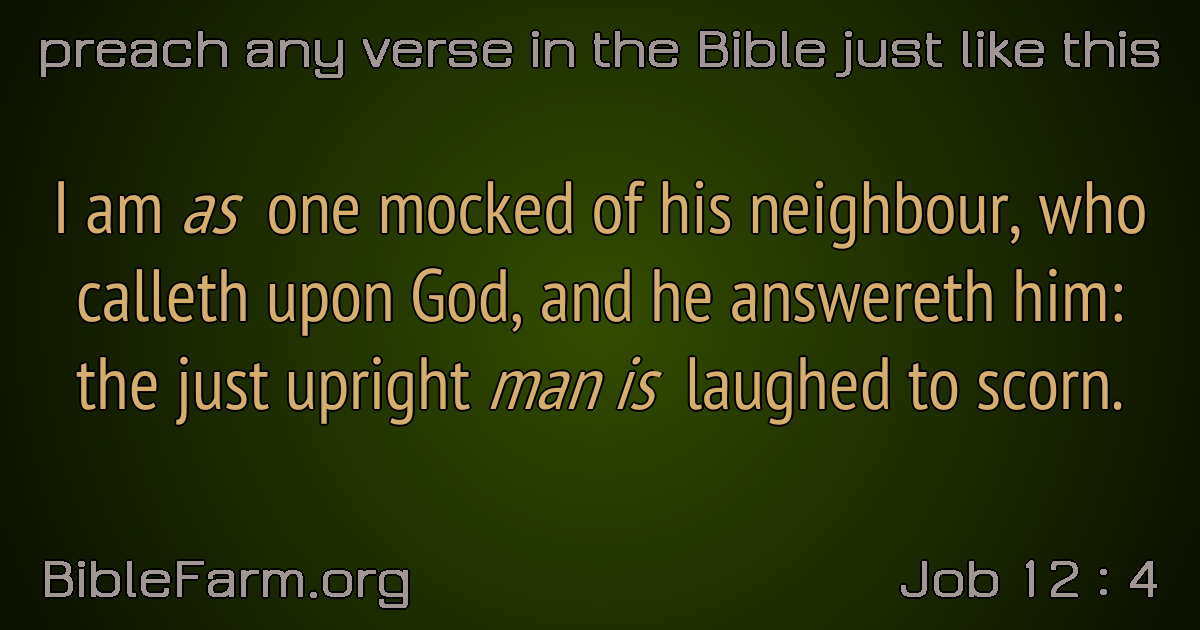 preach any verse in the Bible just like this
I am as one mocked of his neighbour, who
calleth upon God, and he answereth him:
the just upright man is laughed to scorn.
BibleFarm.org
Job 12 : 4